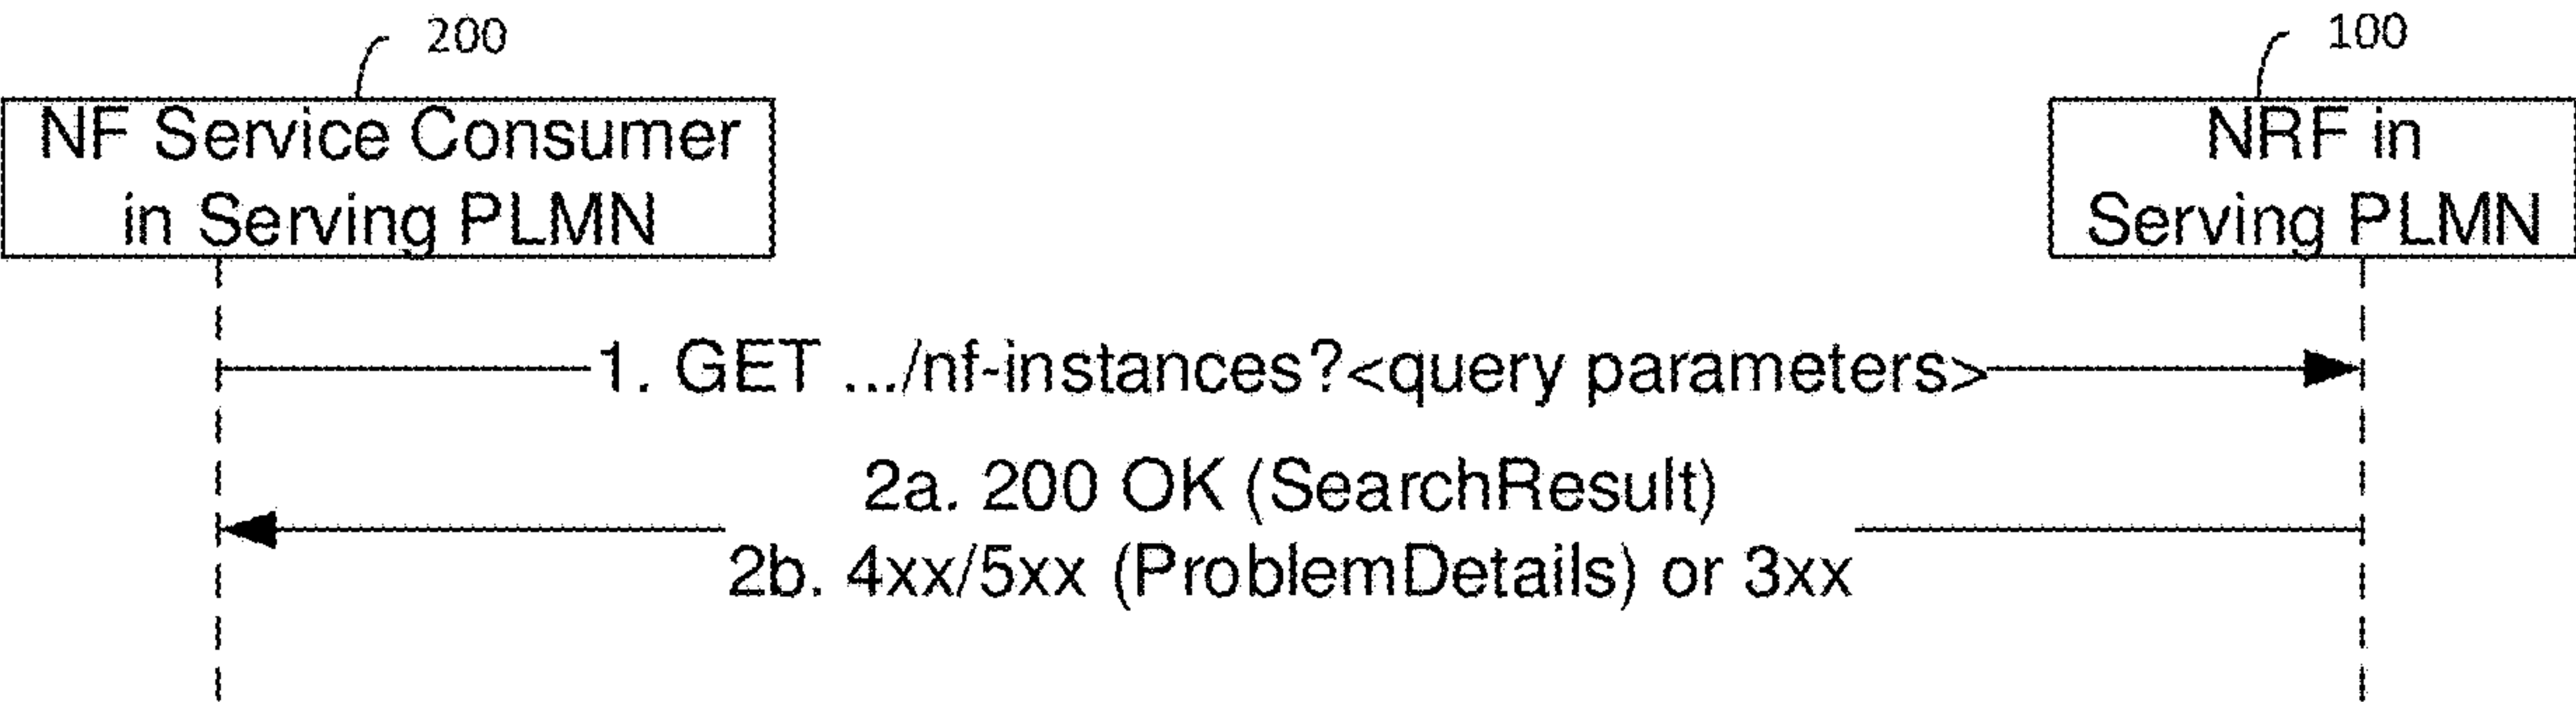 200
100
NF Service Consumer
in Serving PLMN
NRF in
Serving PLMN
1. GET .../nf-instances?<query parameters>
2a. 200 OK (SearchResult)
2b. 4xx/5xx (ProblemDetails) or 3xx